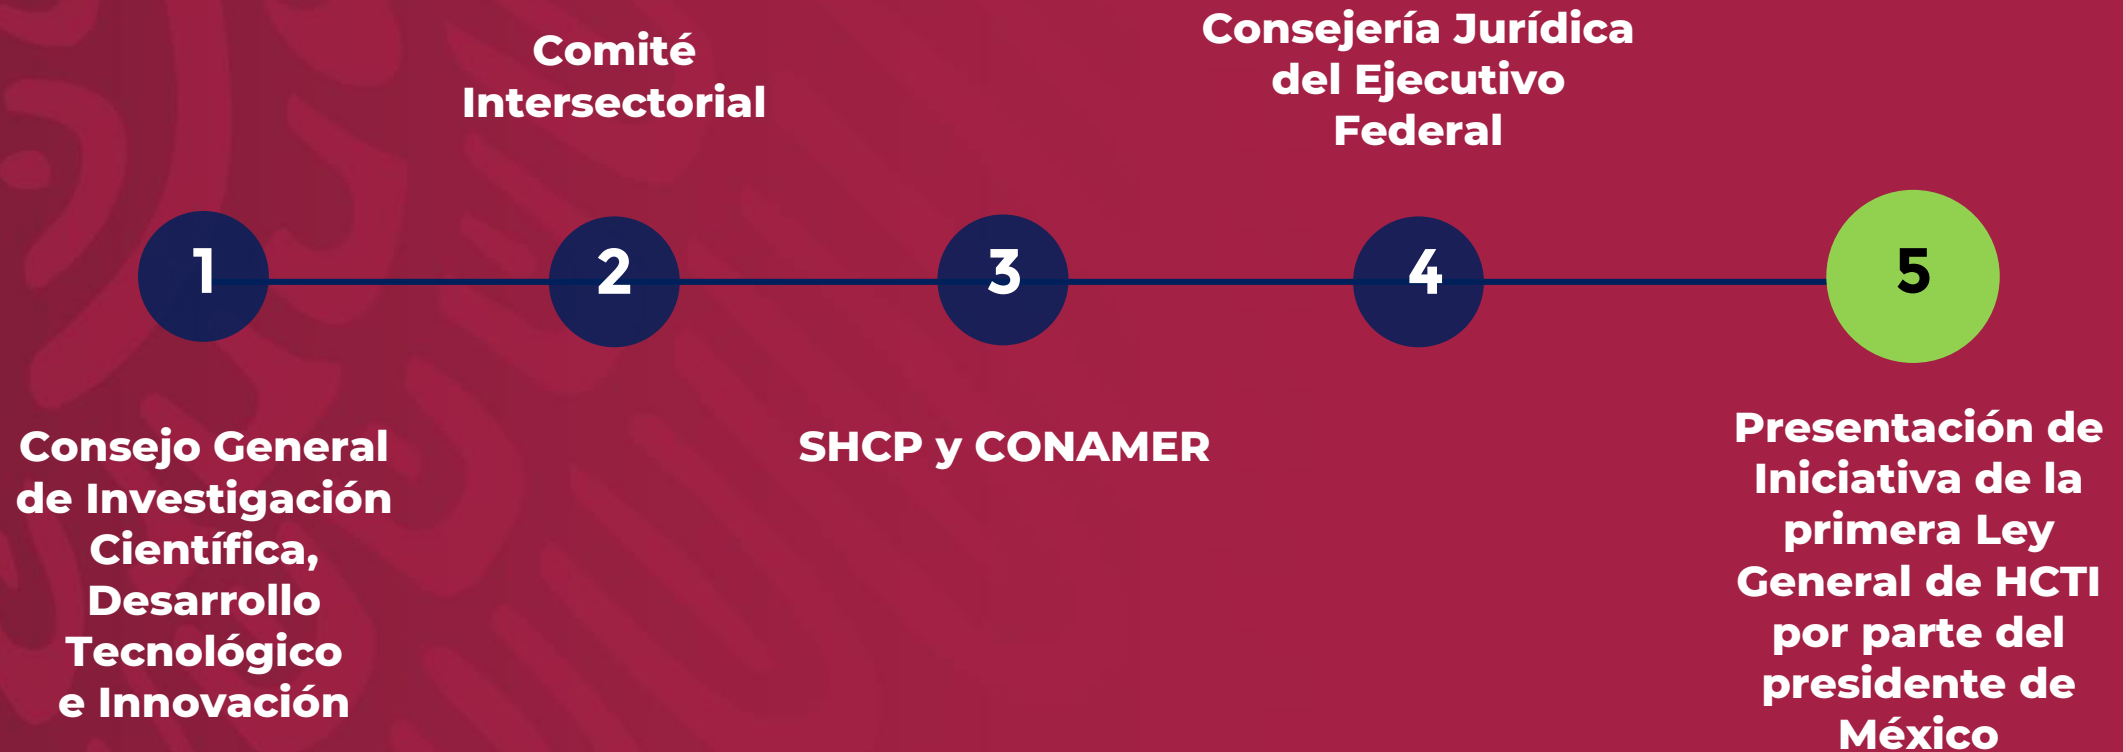 1
Consejo General
de Investigación
Científica,
Desarrollo
Tecnológico
e Innovación
Comité
Intersectorial
2
3
SHCP y CONAMER
Consejería Jurídica
del Ejecutivo
Federal
4
5
Presentación de
Iniciativa de la
primera Ley
General de HCTI
por parte del
presidente de
México